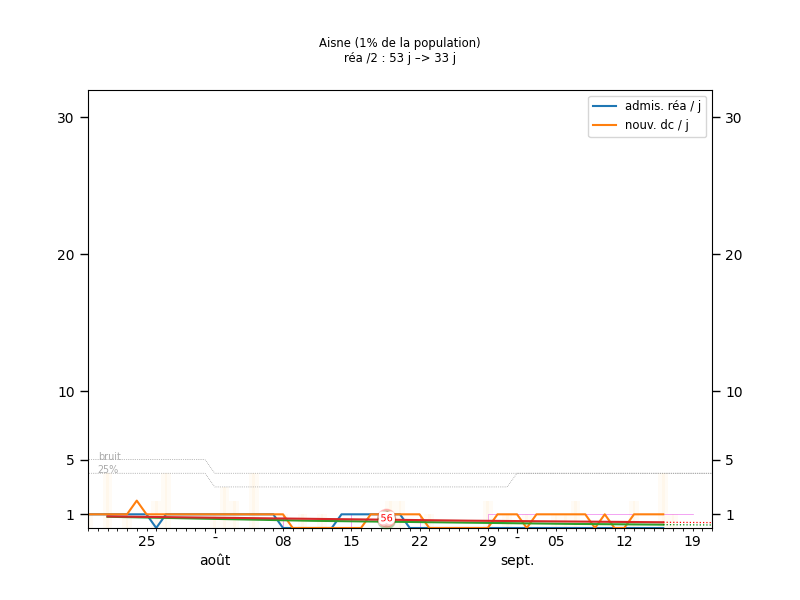 Aisne (1% de la population)
réa /2 : 53 j –> 33 j
admis. réa / j
nouv. dc / j
30 30
20 20
10 10
5 5
1 1
bruit
25%
56
25 - 08 15 22 29 - 05 12 19
août sept.